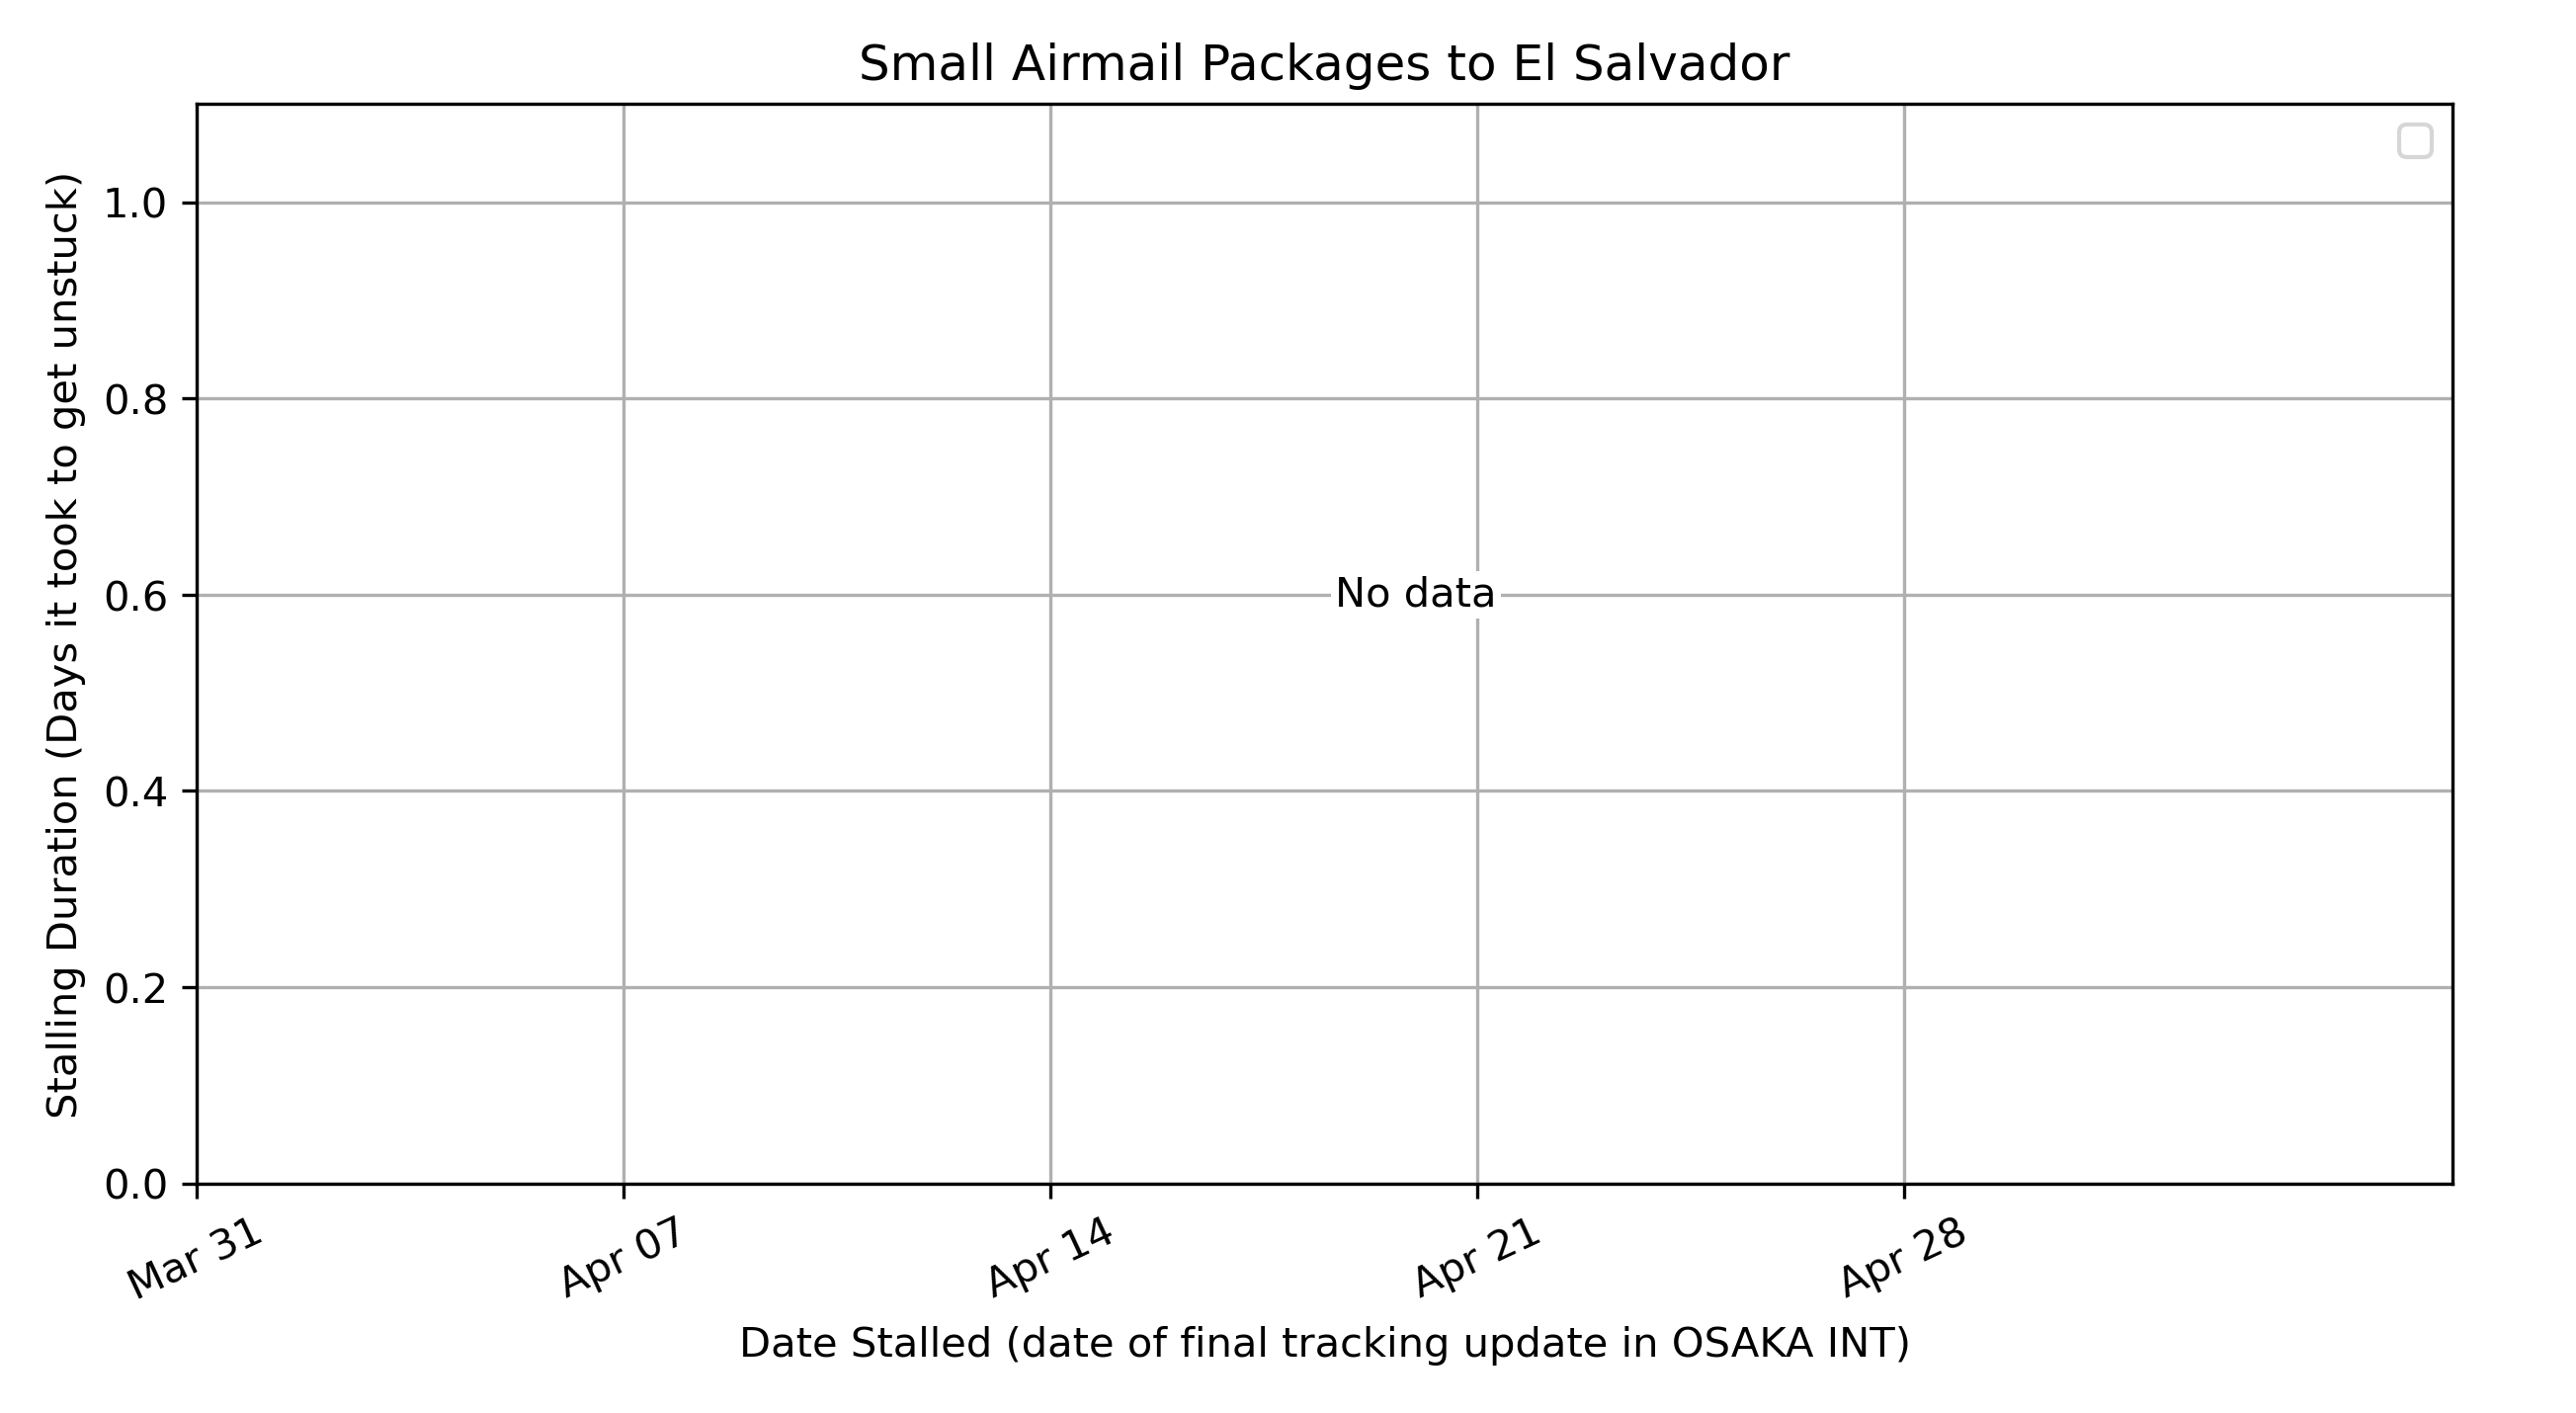 Small Airmail Packages to El Salvador
Stalling Duration (Days it took to get unstuck)
1.0
0.8
0.6
0.4
0.2
0.0
No data
Mar 31
Apr 07
Apr 14
Apr 21
Apr 28
Date Stalled (date of final tracking update in OSAKA INT)